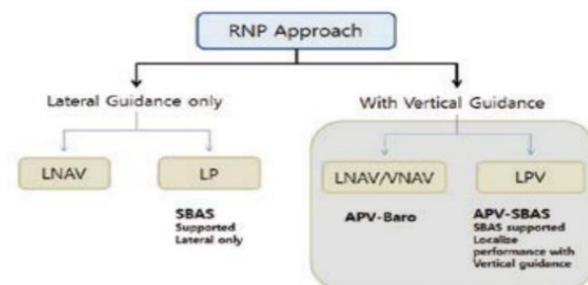 RNP Approach
Lateral Guidance only
With Vertical Guidance
LNAV
LP
LNAV/VNAV
LPV
SBAS
Supported
Lateral only
APV-Baro
APV-SBAS
SBAS supported
Localize
performance with
Vertical guidance